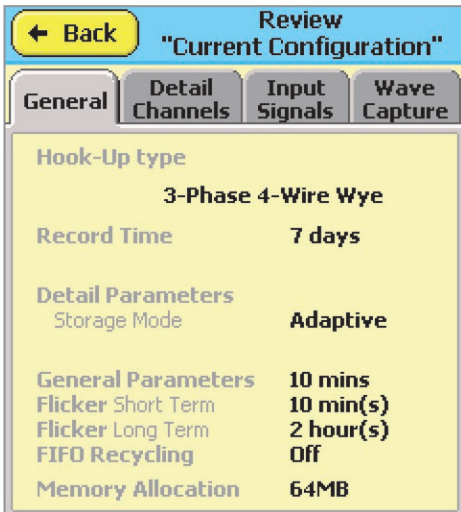 ← Back
Review
"Current Configuration"
General
Detail Channels
Input Signals
Wave Capture
Hook-Up type
3-Phase 4-Wire Wye
Record Time 7 days
Detail Parameters
Storage Mode Adaptive
General Parameters 10 mins
Flicker Short Term 10 min(s)
Flicker Long Term 2 hour(s)
FIFO Recycling Off
Memory Allocation 64MB